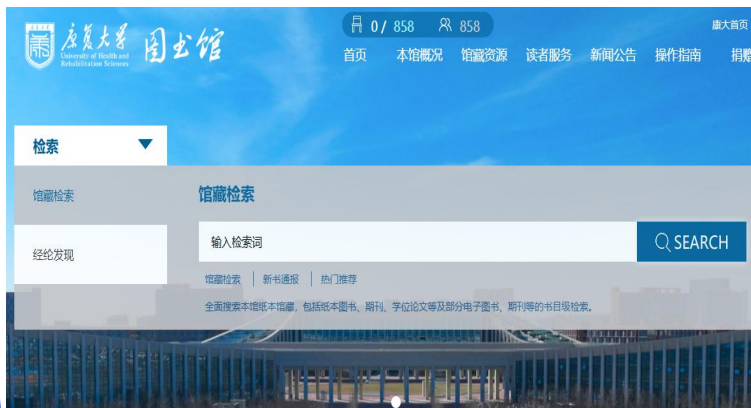 0 / 858 858
康大首页
康复大学 图书馆
University of Health and
Rehabilitation Sciences
首页 本馆概况 馆藏资源 读者服务 新闻公告 操作指南 捐赠
检索
馆藏检索
经纶发现
馆藏检索
输入检索词
SEARCH
馆藏检索 | 新书通报 | 热门推荐
全面搜索本馆纸本馆藏，包括纸本图书、期刊、学位论文等及部分电子图书、期刊等的书目级检索。